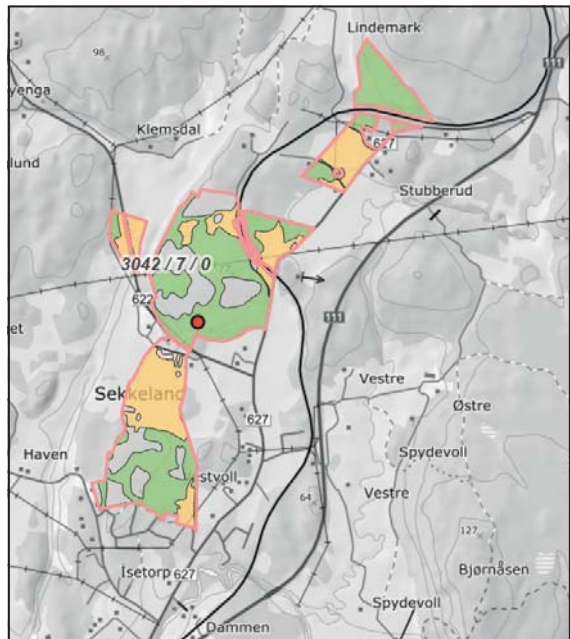 Lindemark
98
111
yenga
Klemsdal
627
lund
Stubberud
3042 / 7 / 0
622
111
et
Vestre
Sekkeland
Østre
627
Haven
stvoll
Spydevoll
64
Vestre
127
Isetorp
627
Bjørnåsen
Spydevoll
Dammen